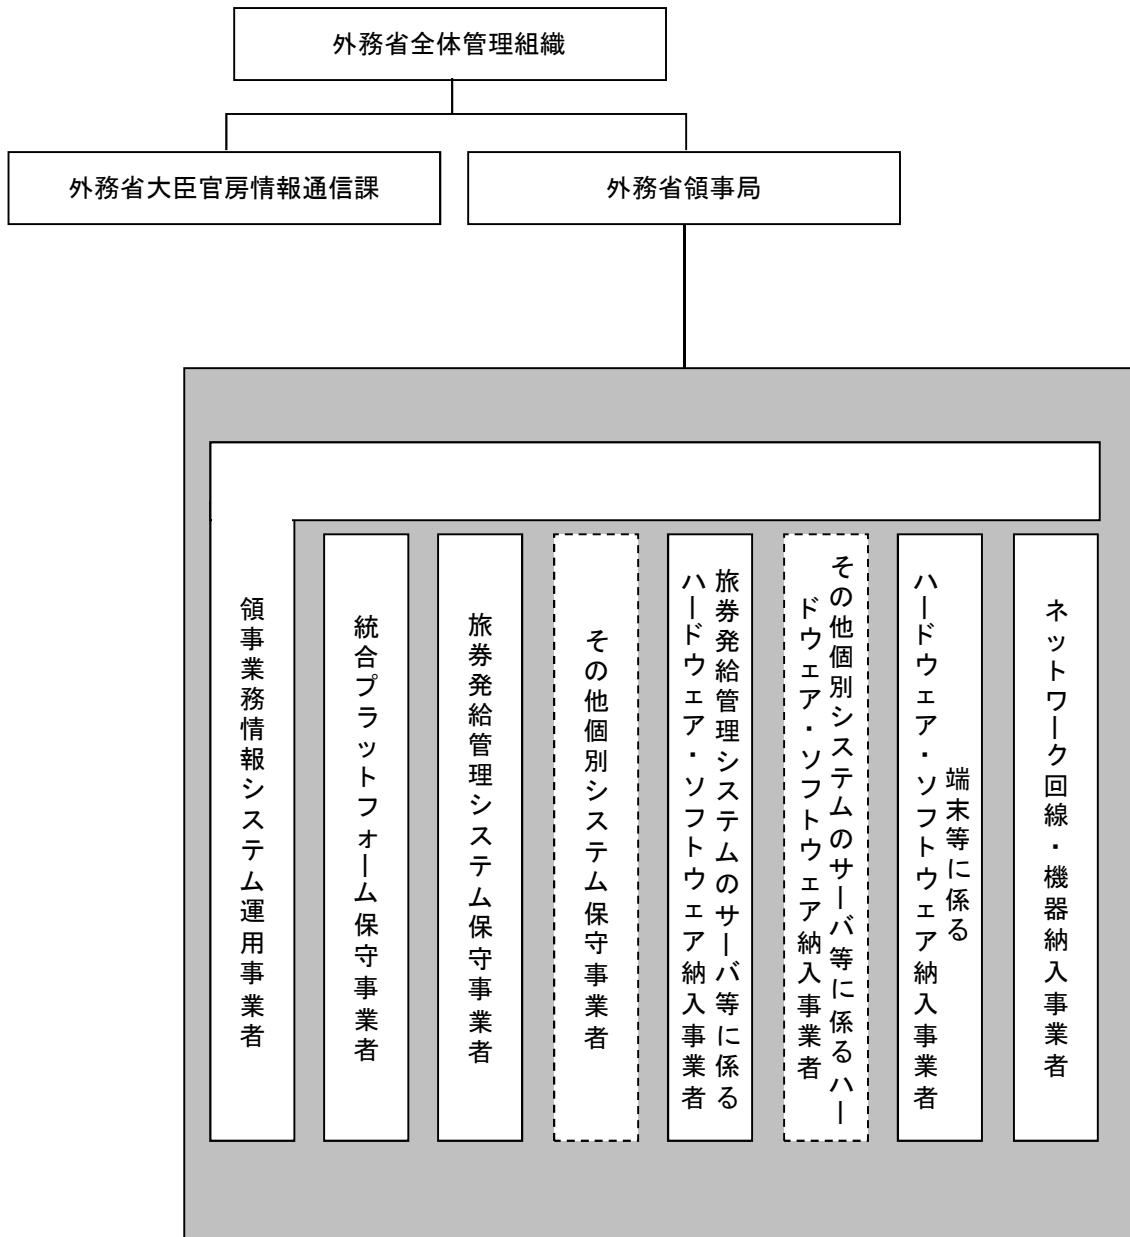 外務省全体管理組織
外務省大臣官房情報通信課
外務省領事局
領事業務情報システム運用事業者
統合プラットフォーム保守事業者
旅券発給管理システム保守事業者
その他個別システム保守事業者
旅券発給管理システムのサーバ等に係る
ハードウェア・ソフトウェア納入事業者
その他個別システムのサーバ等に係るハー
ドウェア・ソフトウェア納入事業者
端末等に係る
ハードウェア・ソフトウェア納入事業者
ネットワーク回線・機器納入事業者